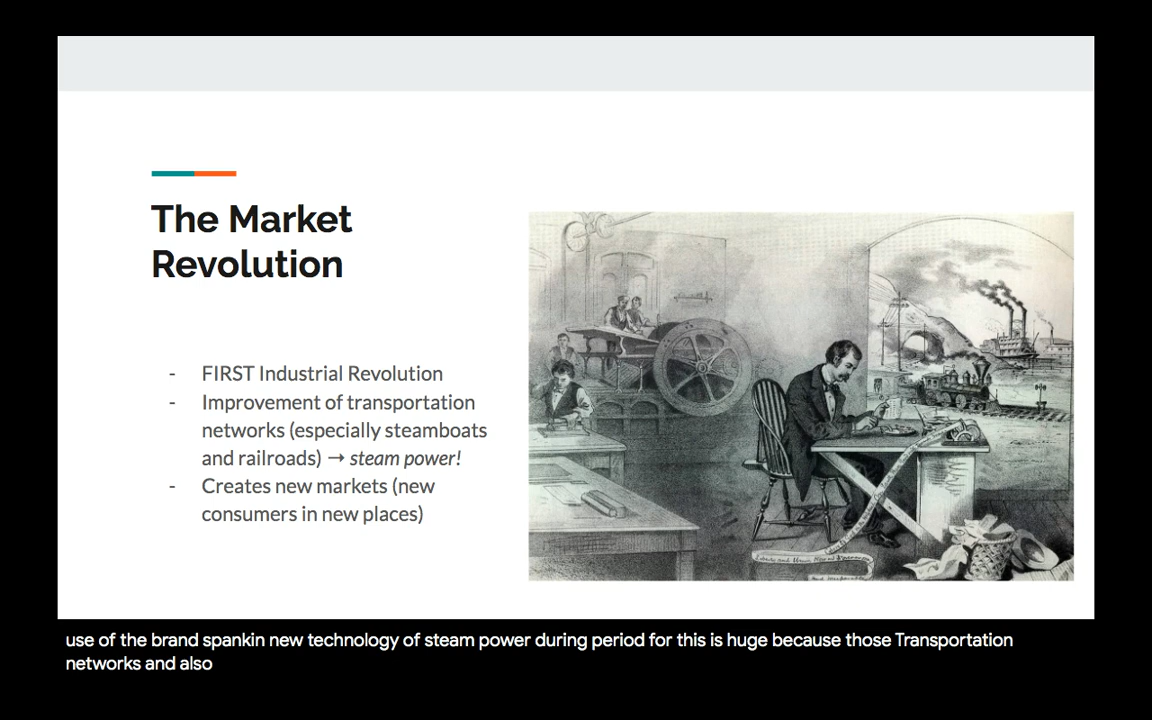 The Market
Revolution
- FIRST Industrial Revolution
- Improvement of transportation
networks (especially steamboats
and railroads) → steam power!
- Creates new markets (new
consumers in new places)
use of the brand spankin new technology of steam power during period for this is huge because those Transportation
networks and also